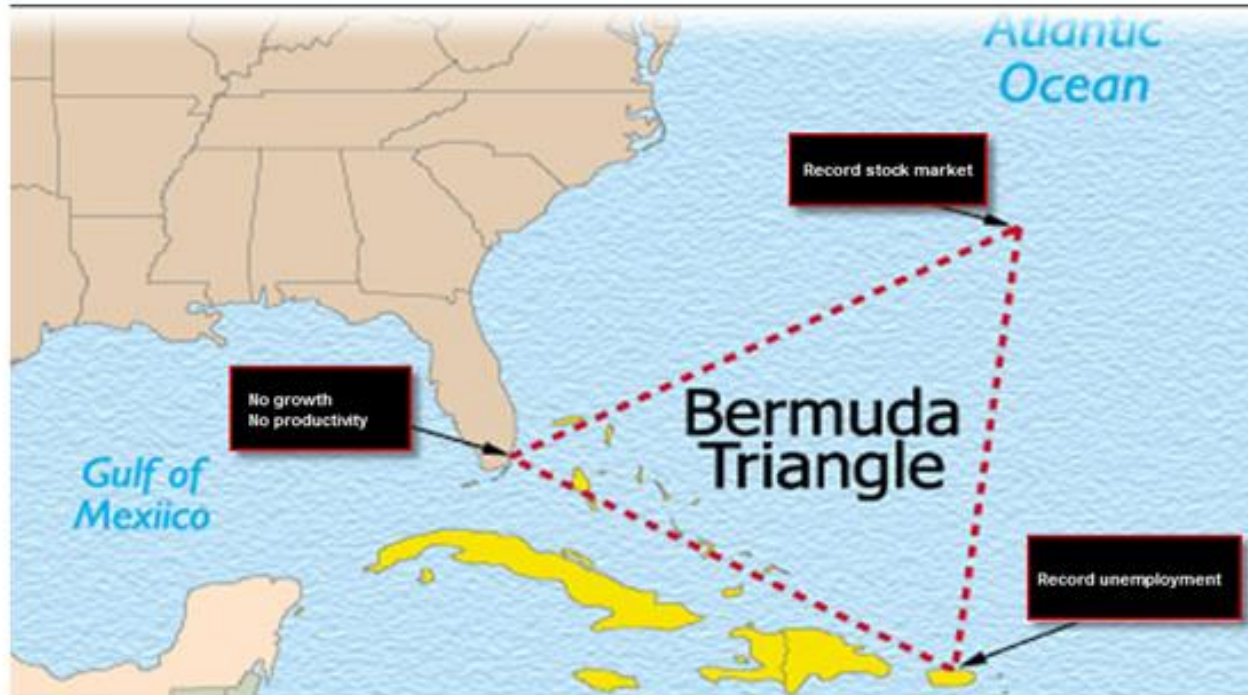 Atlantic
Ocean
Record stock market
No growth
No productivity
Bermuda
Triangle
Gulf of
Mexiico
Record unemployment